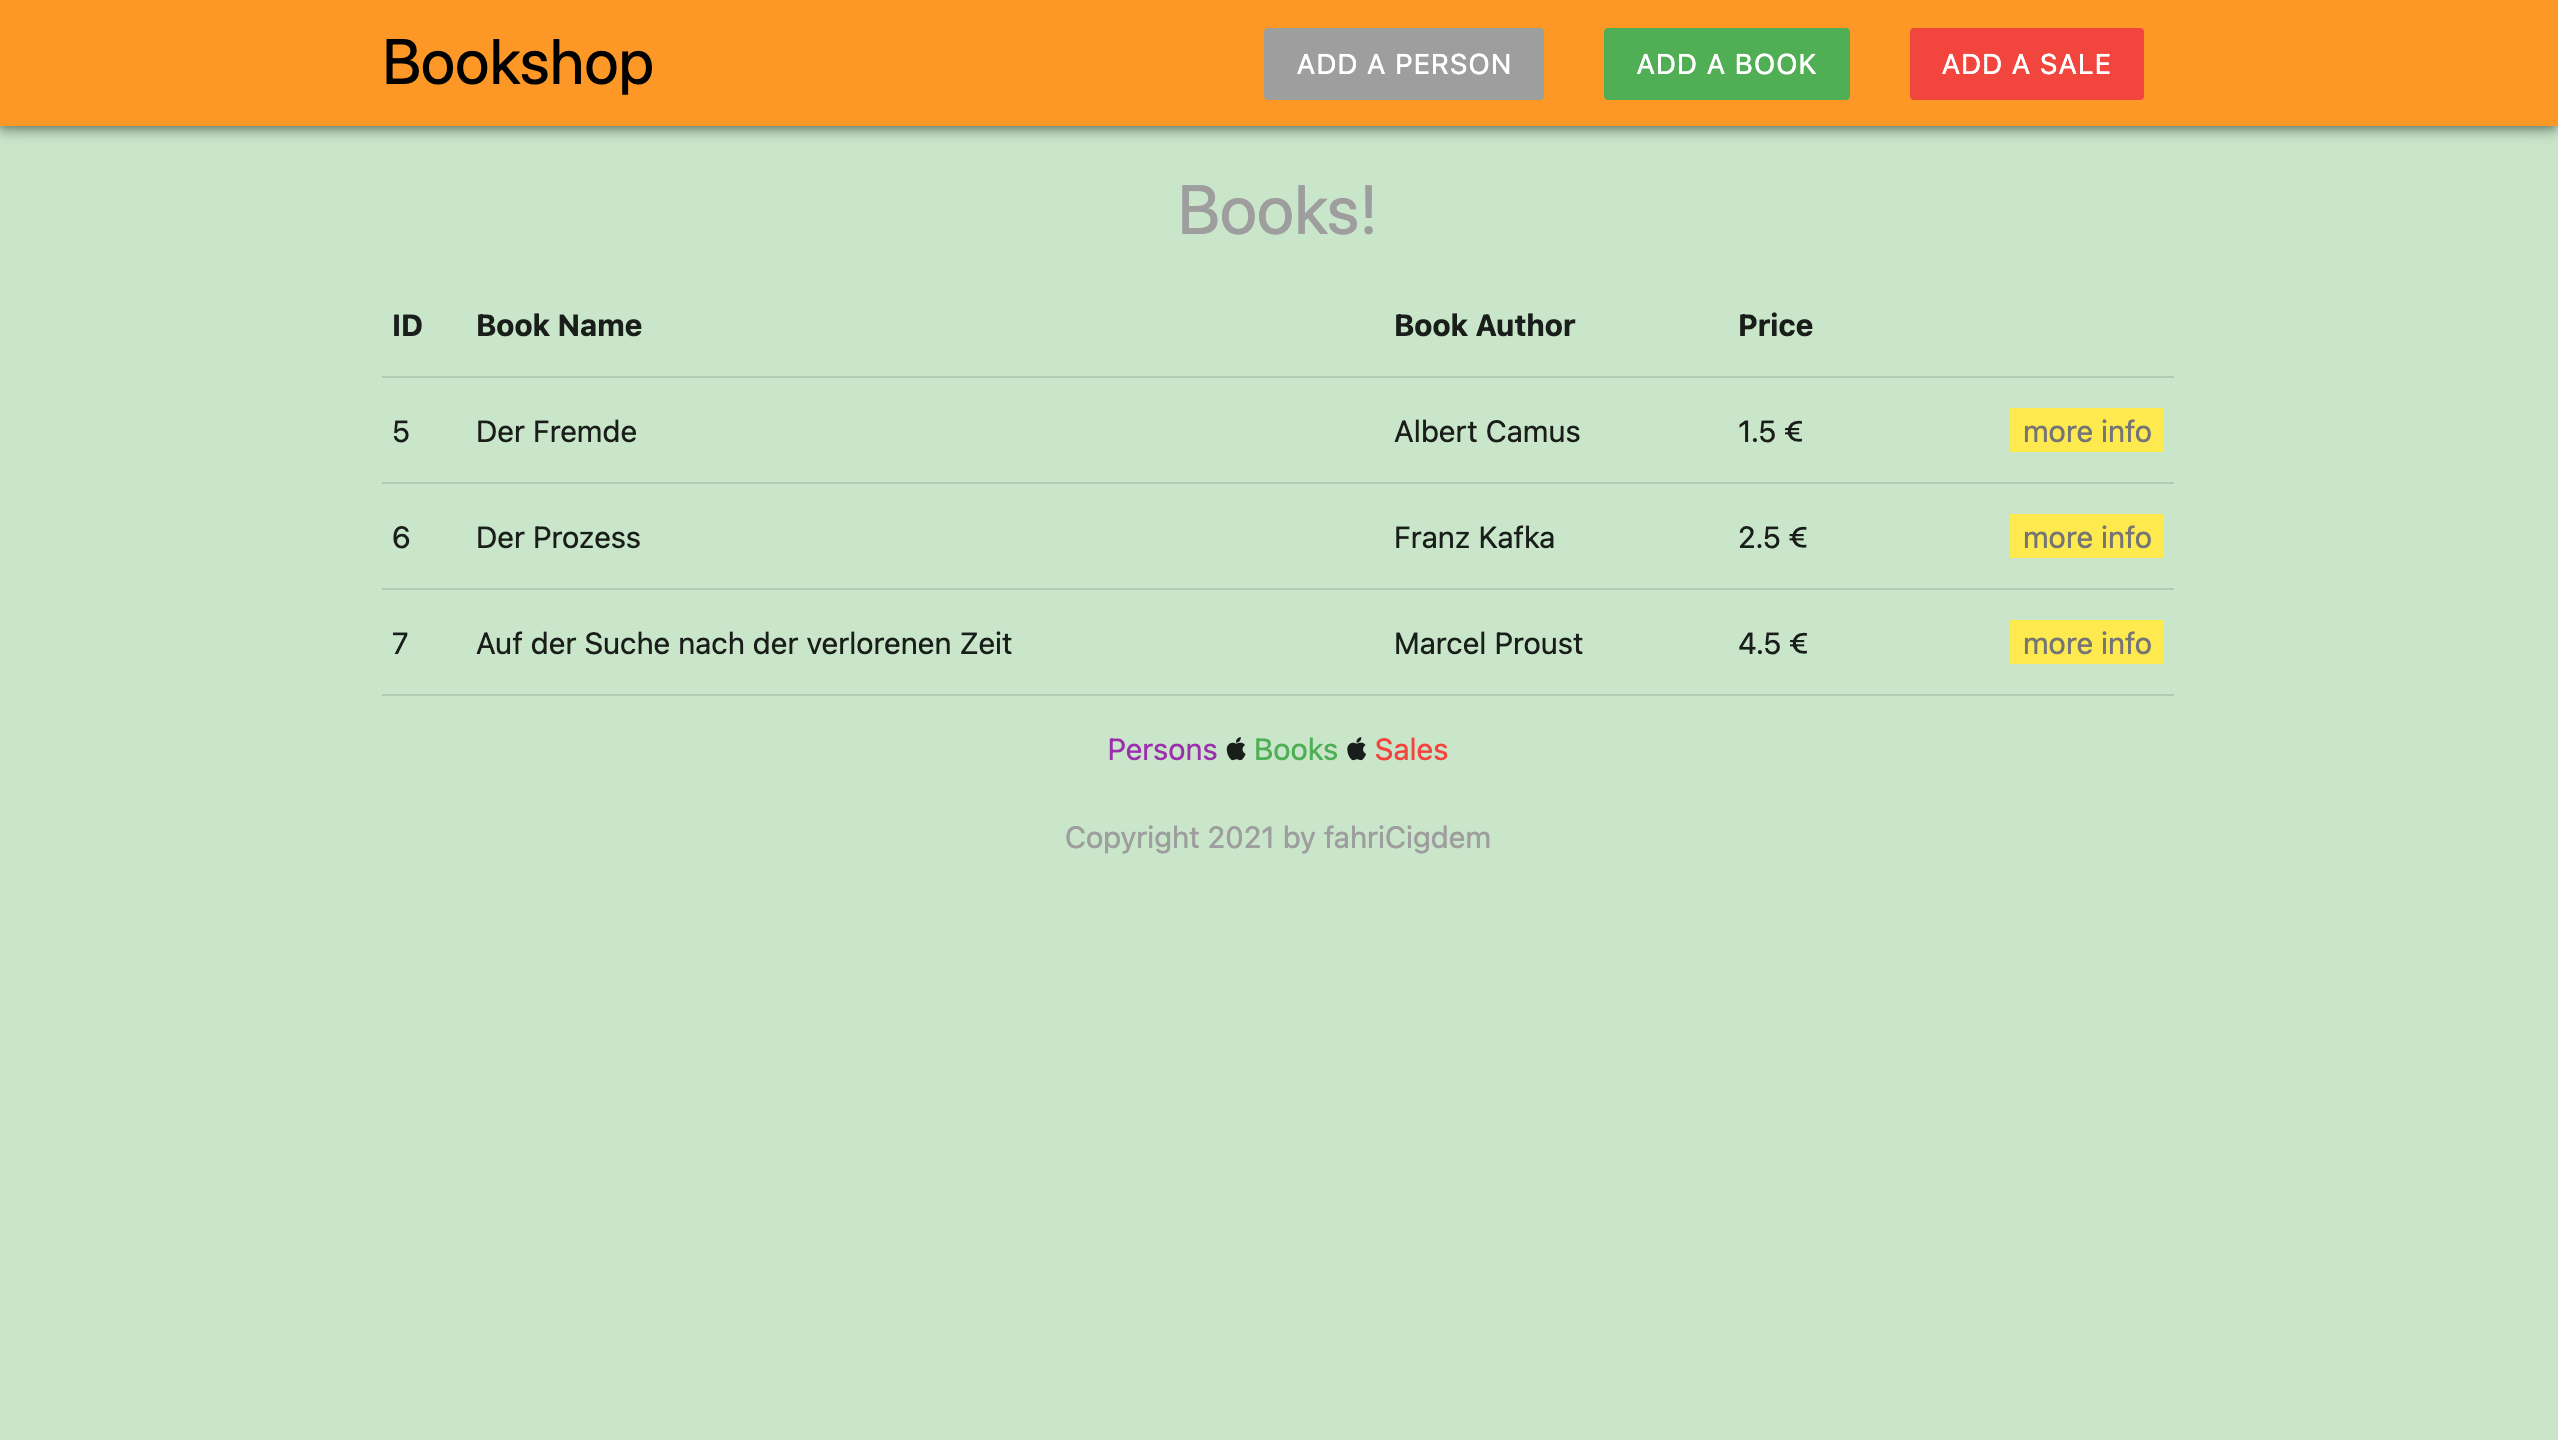 Bookshop ADD A PERSON ADD A BOOK ADD A SALE
Books!
ID Book Name Book Author Price
5 Der Fremde Albert Camus 1.5 € more info
6 Der Prozess Franz Kafka 2.5 € more info
7 Auf der Suche nach der verlorenen Zeit Marcel Proust 4.5 € more info
Persons Books Sales
Copyright 2021 by fahriCigdem